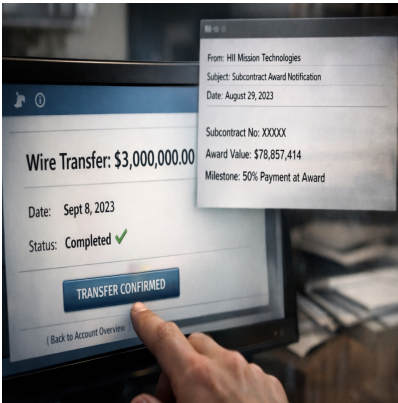 From: HII Mission Technologies
Subject: Subcontract Award Notification
Date: August 29, 2023
Subcontract No: XXXXX
Award Value: $78,857,414
Milestone: 50% Payment at Award
Wire Transfer: $3,000,000.00
Date: Sept 8, 2023
Status: Completed ✓
TRANSFER CONFIRMED
( Back to Account Overview )